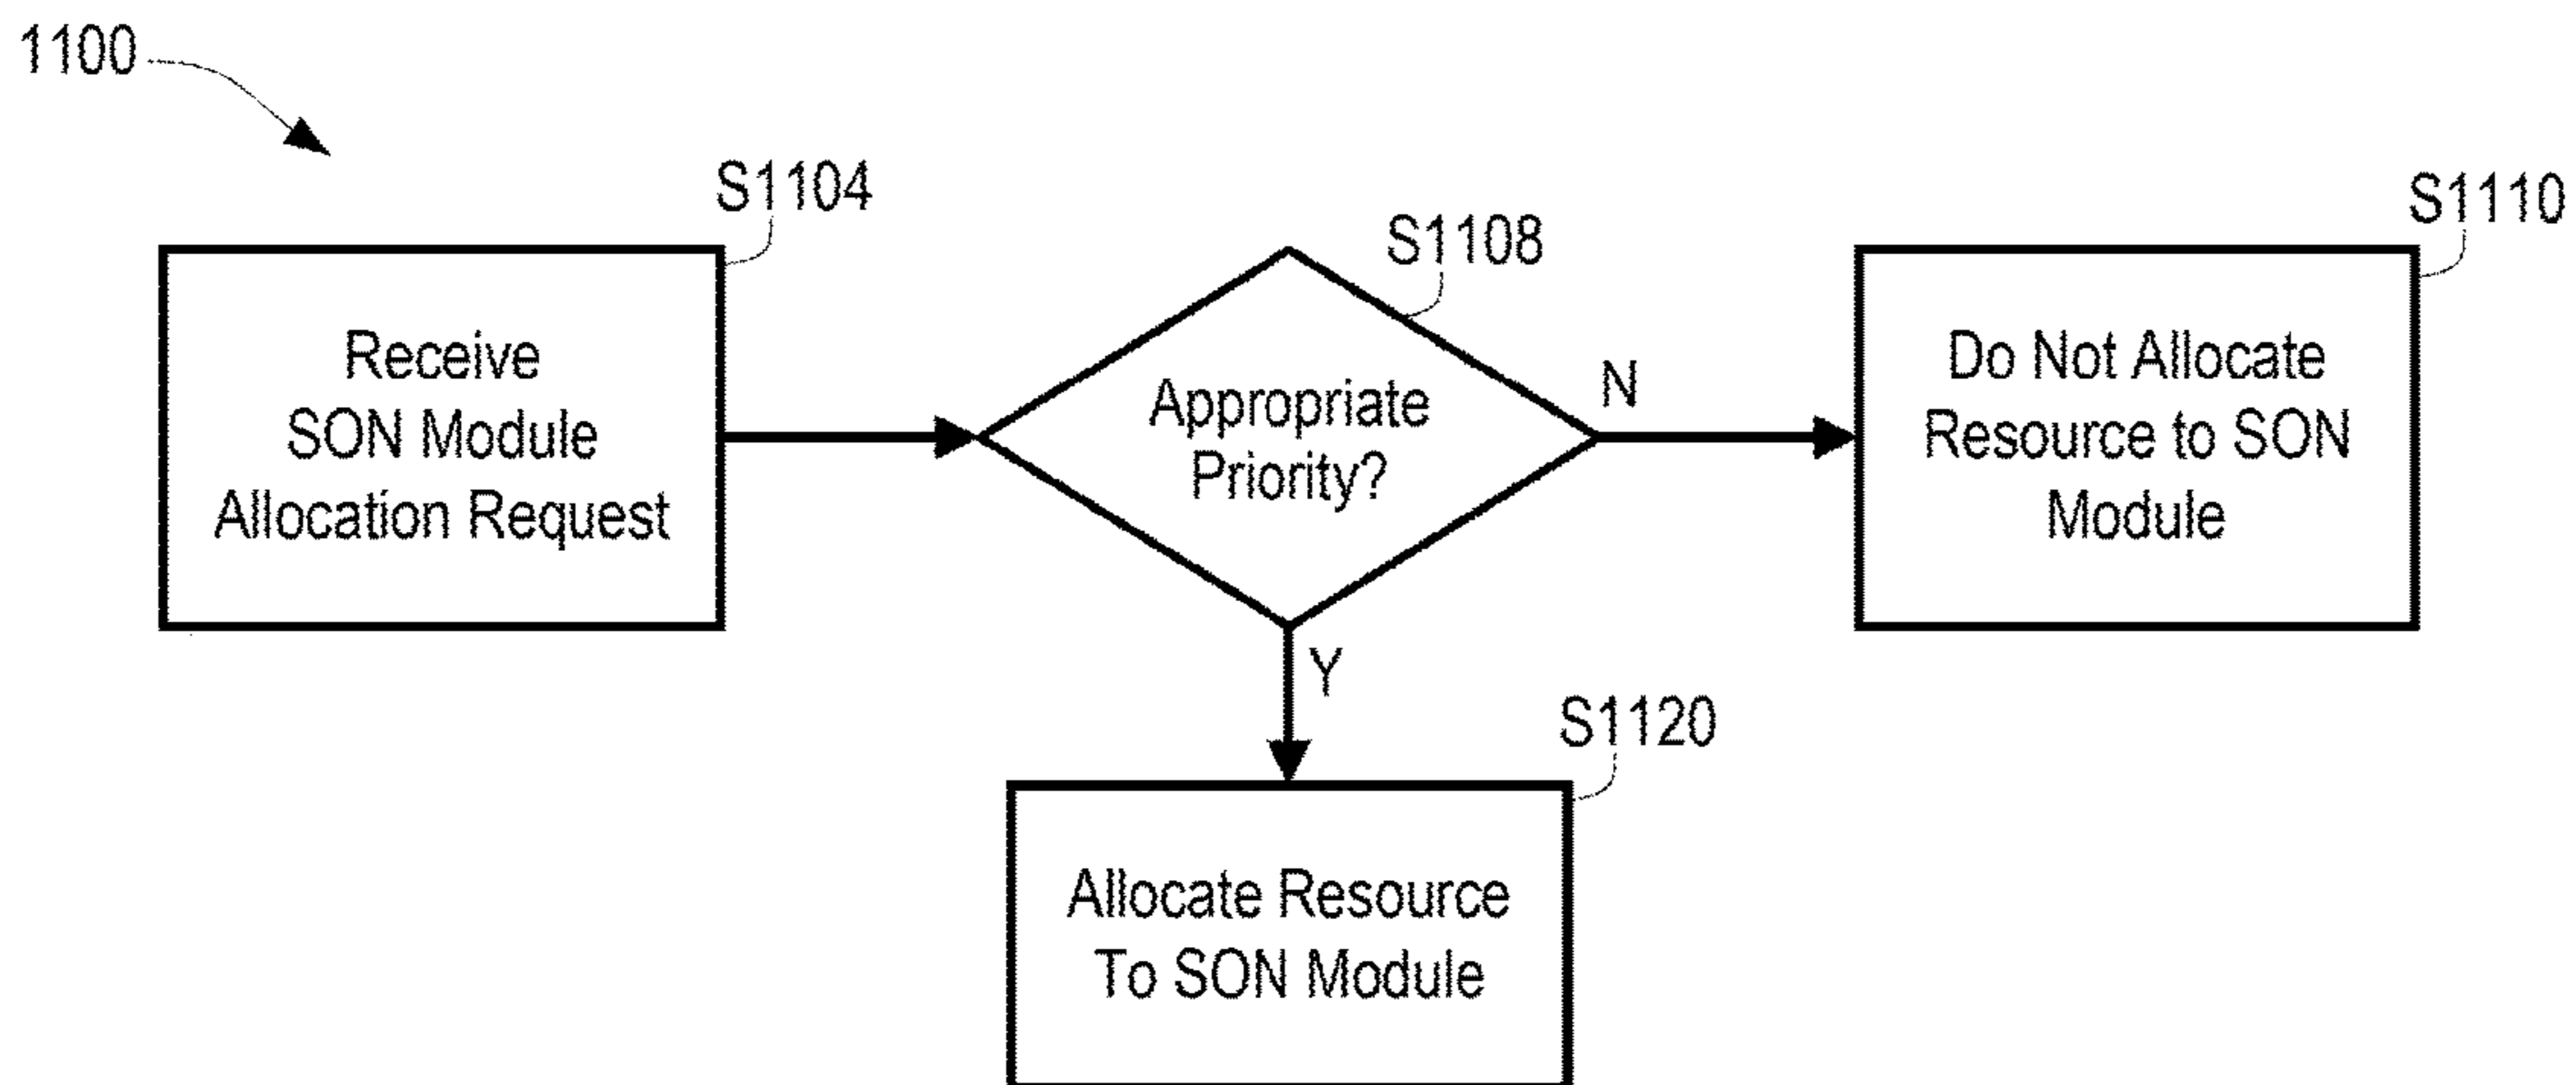 1100
S1104
Receive
SON Module
Allocation Request
S1108
Appropriate
Priority?
N
Y
S1110
Do Not Allocate
Resource to SON
Module
S1120
Allocate Resource
To SON Module